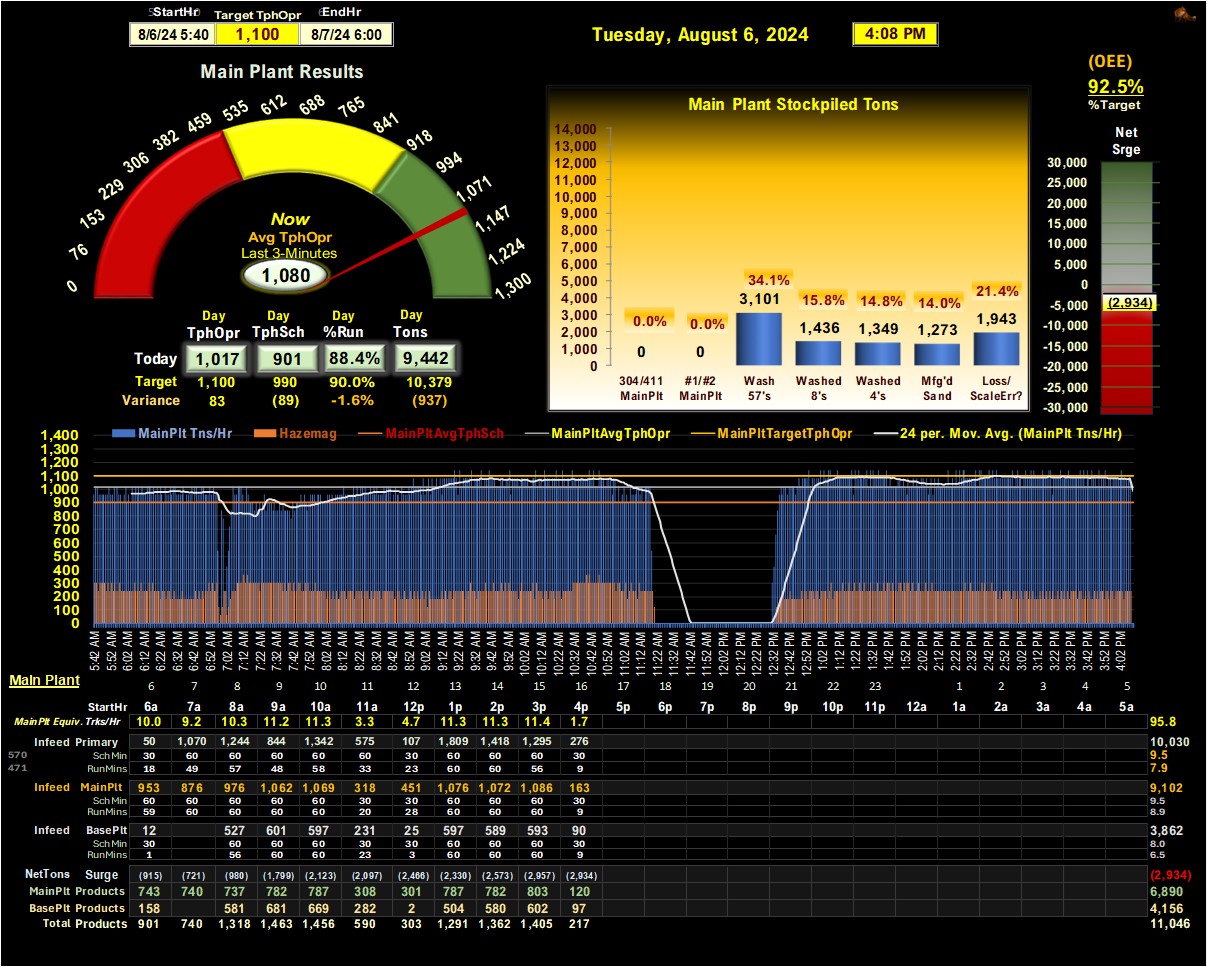 StartHr Target TphOpr EndHr
8/6/24 5:40 1,100 8/7/24 6:00
Tuesday, August 6, 2024 4:08 PM
(OEE)
92.5%
%Target
Main Plant Results
0 76 153 229 306 382 459 535 612 688 765 841 918 994 1,071 1,147 1,224 1,300
Now
Avg TphOpr
Last 3-Minutes
1,080
Day Day Day Day
TphOpr TphSch %Run Tons
Today 1,017 901 88.4% 9,442
Target 1,100 990 90.0% 10,379
Variance 83 (89) -1.6% (937)
Main Plant Stockpiled Tons
14,000
13,000
12,000
11,000
10,000
9,000
8,000
7,000
6,000
5,000
4,000
3,000
2,000
1,000
0
0.0% 0.0% 34.1% 15.8% 14.8% 14.0% 21.4%
0 0 3,101 1,436 1,349 1,273 1,943
304/411 #1/#2 Wash Washed Washed Mfg'd Loss/
MainPlt MainPlt 57's 8's 4's Sand ScaleErr?
Net
Srge
30,000
25,000
20,000
15,000
10,000
5,000
0
-5,000
-10,000
-15,000
-20,000
-25,000
-30,000
(2,934)
MainPlt Tns/Hr Hazemag MainPltAvgTphSch MainPltAvgTphOpr MainPltTargetTphOpr 24 per. Mov. Avg. (MainPlt Tns/Hr)
1,400
1,300
1,200
1,100
1,000
900
800
700
600
500
400
300
200
100
0
5:42 AM 5:52 AM 6:02 AM 6:12 AM 6:22 AM 6:32 AM 6:42 AM 6:52 AM 7:02 AM 7:12 AM 7:22 AM 7:32 AM 7:42 AM 7:52 AM 8:02 AM 8:12 AM 8:22 AM 8:32 AM 8:42 AM 8:52 AM 9:02 AM 9:12 AM 9:22 AM 9:32 AM 9:42 AM 9:52 AM 10:02 AM 10:12 AM 10:22 AM 10:32 AM 10:42 AM 10:52 AM 11:02 AM 11:12 AM 11:22 AM 11:32 AM 11:42 AM 11:52 AM 12:02 PM 12:12 PM 12:22 PM 12:33 PM 12:42 PM 12:52 PM 1:02 PM 1:12 PM 1:22 PM 1:32 PM 1:42 PM 1:52 PM 2:02 PM 2:12 PM 2:22 PM 2:32 PM 2:42 PM 2:52 PM 3:02 PM 3:12 PM 3:22 PM 3:32 PM 3:42 PM 3:52 PM 4:02 PM
Main Plant 6 7 8 9 10 11 12 13 14 15 16 17 18 19 20 21 22 23 1 2 3 4 5
StartHr 6a 7a 8a 9a 10a 11a 12p 1p 2p 3p 4p 5p 6p 7p 8p 9p 10p 11p 12a 1a 2a 3a 4a 5a
MainPlt Equiv. Trks/Hr 10.0 9.2 10.3 11.2 11.3 3.3 4.7 11.3 11.3 11.4 1.7 95.8
Infeed Primary 50 1,070 1,244 844 1,342 575 107 1,809 1,418 1,295 276 10,030
570 SchMin 30 60 60 60 60 60 30 60 60 60 30 9.5
471 RunMins 18 49 57 48 58 33 23 60 60 56 9 7.9
Infeed MainPlt 953 876 976 1,062 1,069 318 451 1,076 1,072 1,086 163 9,102
SchMin 60 60 60 60 60 30 30 60 60 60 30 9.5
RunMins 59 60 60 60 60 20 28 60 60 60 9 8.9
Infeed BasePlt 12 527 601 597 231 25 597 589 593 90 3,862
SchMin 30 60 60 60 30 30 60 60 60 30 8.0
RunMins 1 56 60 60 23 3 60 60 60 9 6.5
NetTons Surge (915) (721) (980) (1,799) (2,123) (2,097) (2,466) (2,330) (2,573) (2,957) (2,934) (2,934)
MainPlt Products 743 740 737 782 787 308 301 787 782 803 120 6,890
BasePlt Products 158 581 681 669 282 2 504 580 602 97 4,156
Total Products 901 740 1,318 1,463 1,456 590 303 1,291 1,362 1,405 217 11,046